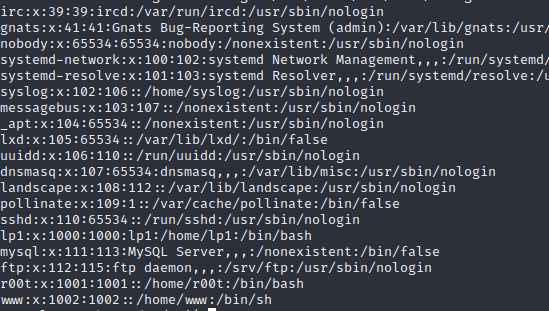 irc:x:39:39:ircd:/var/run/ircd:/usr/sbin/nologin
gnats:x:41:41:Gnats Bug-Reporting System (admin):/var/lib/gnats:/usr/
nobody:x:65534:65534:nobody:/nonexistent:/usr/sbin/nologin
systemd-network:x:100:102:systemd Network Management,,,:/run/systemd/
systemd-resolve:x:101:103:systemd Resolver,,,:/run/systemd/resolve:/u
syslog:x:102:106::/home/syslog:/usr/sbin/nologin
messagebus:x:103:107::/nonexistent:/usr/sbin/nologin
_apt:x:104:65534::/nonexistent:/usr/sbin/nologin
lxd:x:105:65534::/var/lib/lxd/:/bin/false
uuidd:x:106:110::/run/uuidd:/usr/sbin/nologin
dnsmasq:x:107:65534:dnsmasq,,,:/var/lib/misc:/usr/sbin/nologin
landscape:x:108:112::/var/lib/landscape:/usr/sbin/nologin
pollinate:x:109:1::/var/cache/pollinate:/bin/false
sshd:x:110:65534::/run/sshd:/usr/sbin/nologin
lp1:x:1000:1000:lp1:/home/lp1:/bin/bash
mysql:x:111:113:MySQL Server,,,:/nonexistent:/bin/false
ftp:x:112:115:ftp daemon,,,:/srv/ftp:/usr/sbin/nologin
r00t:x:1001:1001::/home/r00t:/bin/bash
www:x:1002:1002::/home/www:/bin/sh